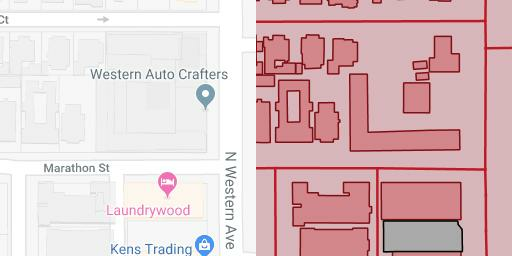 Ct
Western Auto Crafters
Marathon St
N Western Ave
Laundrywood
Kens Trading